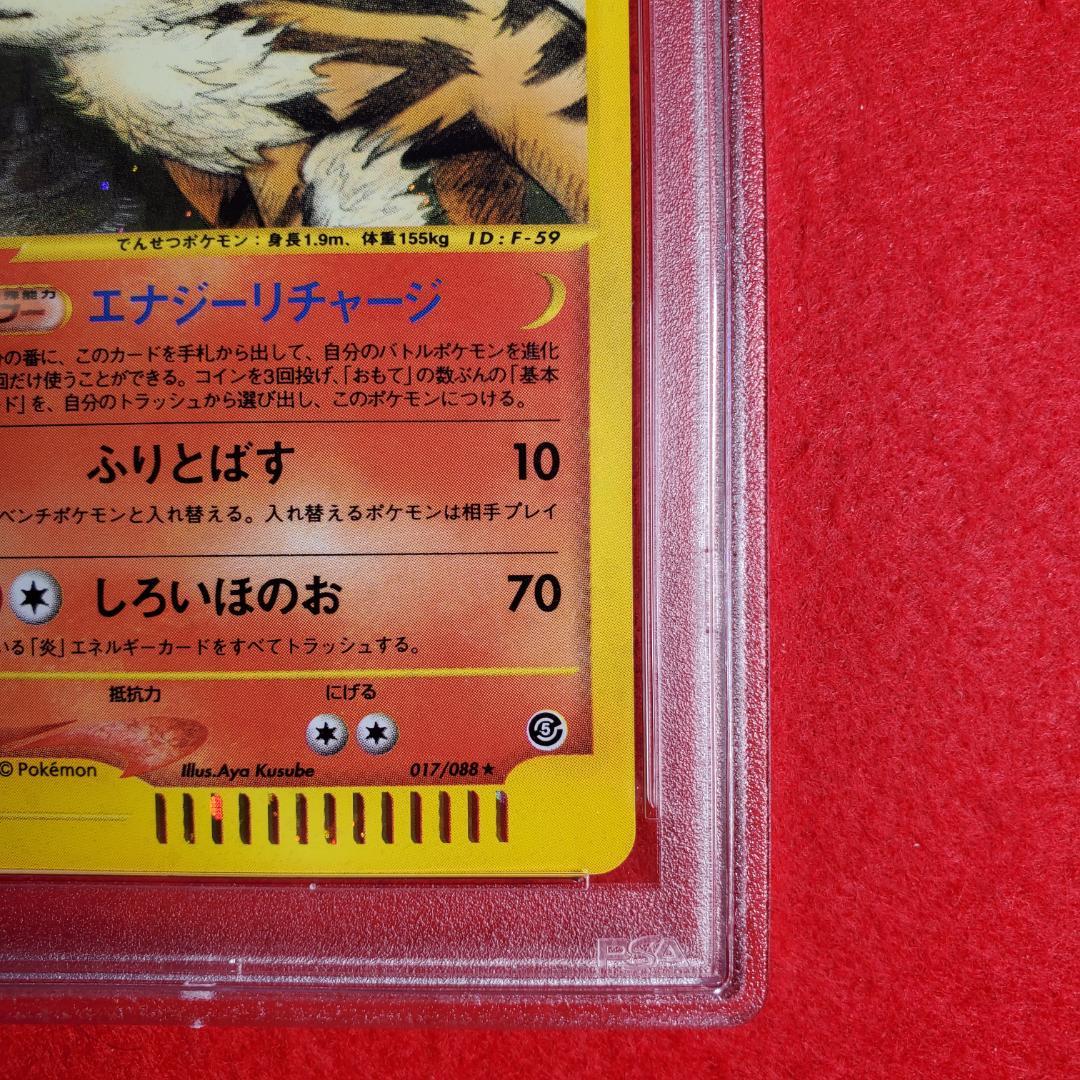 でんせつポケモン：身長1.9m、体重155kg ID：F-59
殊能力
ワー エナジーリチャージ
の番に、このカードを手札から出して、自分のバトルポケモンを進化
回だけ使うことができる。コインを3回投げ、「おもて」の数ぶんの「基本
ド」を、自分のトラッシュから選び出し、このポケモンにつける。
ふりとばす 10
ベンチポケモンと入れ替える。入れ替えるポケモンは相手プレイ
しろいほのお 70
いる「炎」エネルギーカードをすべてトラッシュする。
抵抗力 にげる
5
© Pokémon Illus.Aya Kusube 017/088★
PSA